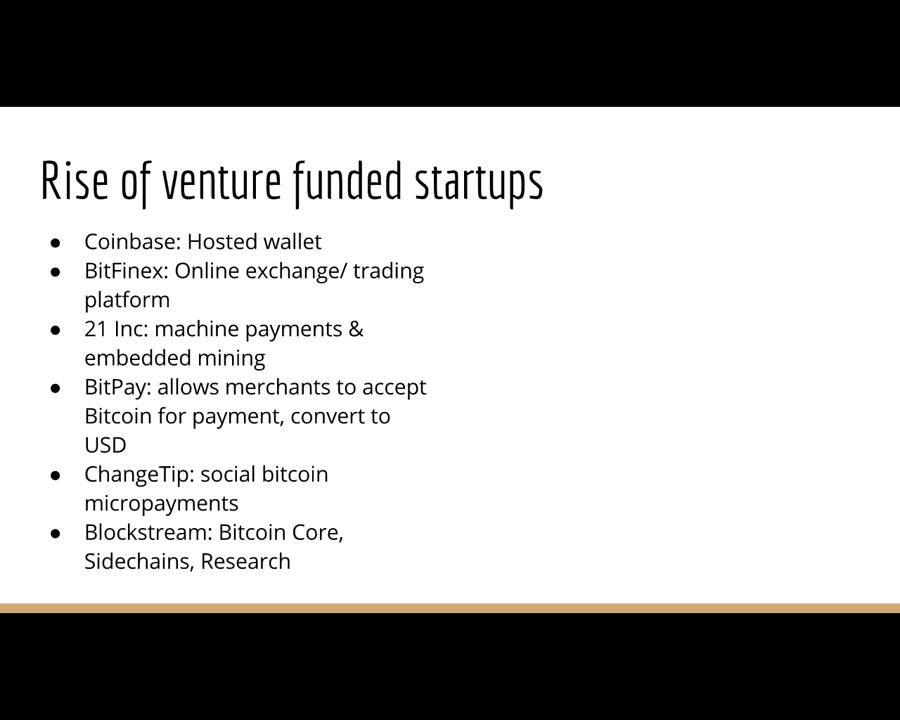 Rise of venture funded startups
● Coinbase: Hosted wallet
● BitFinex: Online exchange/ trading
platform
● 21 Inc: machine payments &
embedded mining
● BitPay: allows merchants to accept
Bitcoin for payment, convert to
USD
● ChangeTip: social bitcoin
micropayments
● Blockstream: Bitcoin Core,
Sidechains, Research